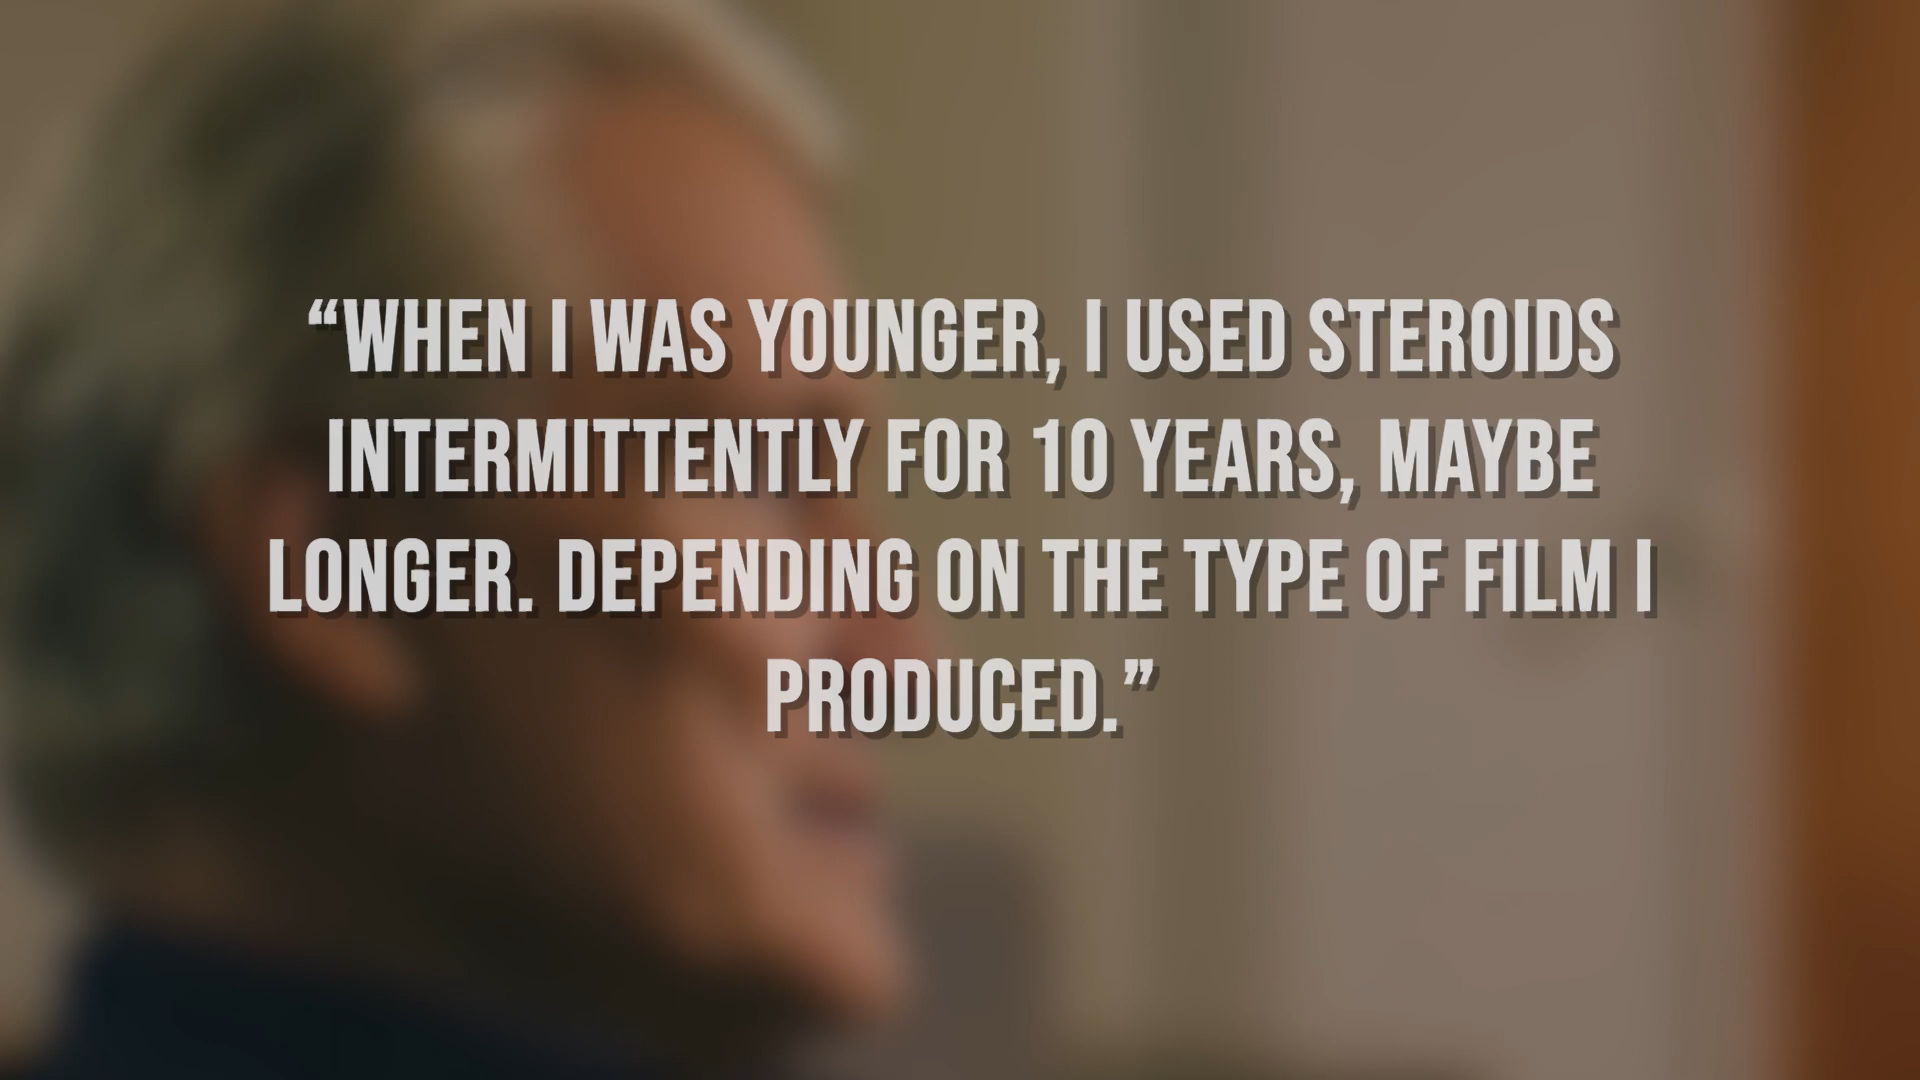 “WHEN I WAS YOUNGER, I USED STEROIDS
INTERMITTENTLY FOR 10 YEARS, MAYBE
LONGER. DEPENDING ON THE TYPE OF FILM I
PRODUCED.”